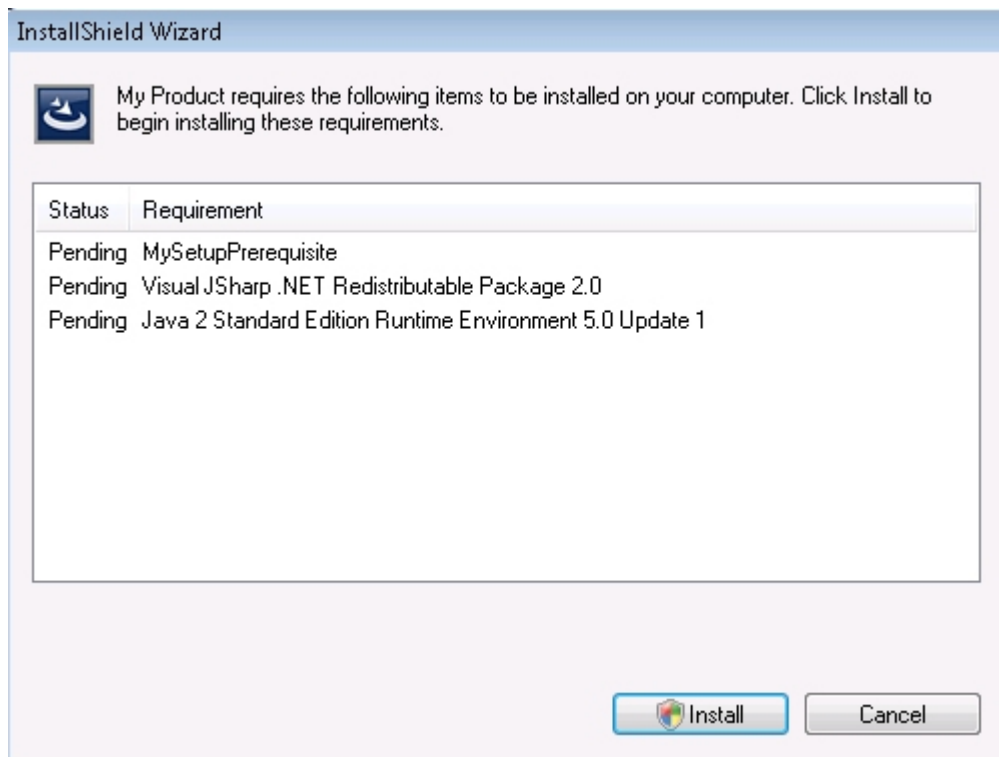 InstallShield Wizard
My Product requires the following items to be installed on your computer. Click Install to
begin installing these requirements.
Status Requirement
Pending MySetupPrerequisite
Pending Visual JSharp .NET Redistributable Package 2.0
Pending Java 2 Standard Edition Runtime Environment 5.0 Update 1
Install Cancel